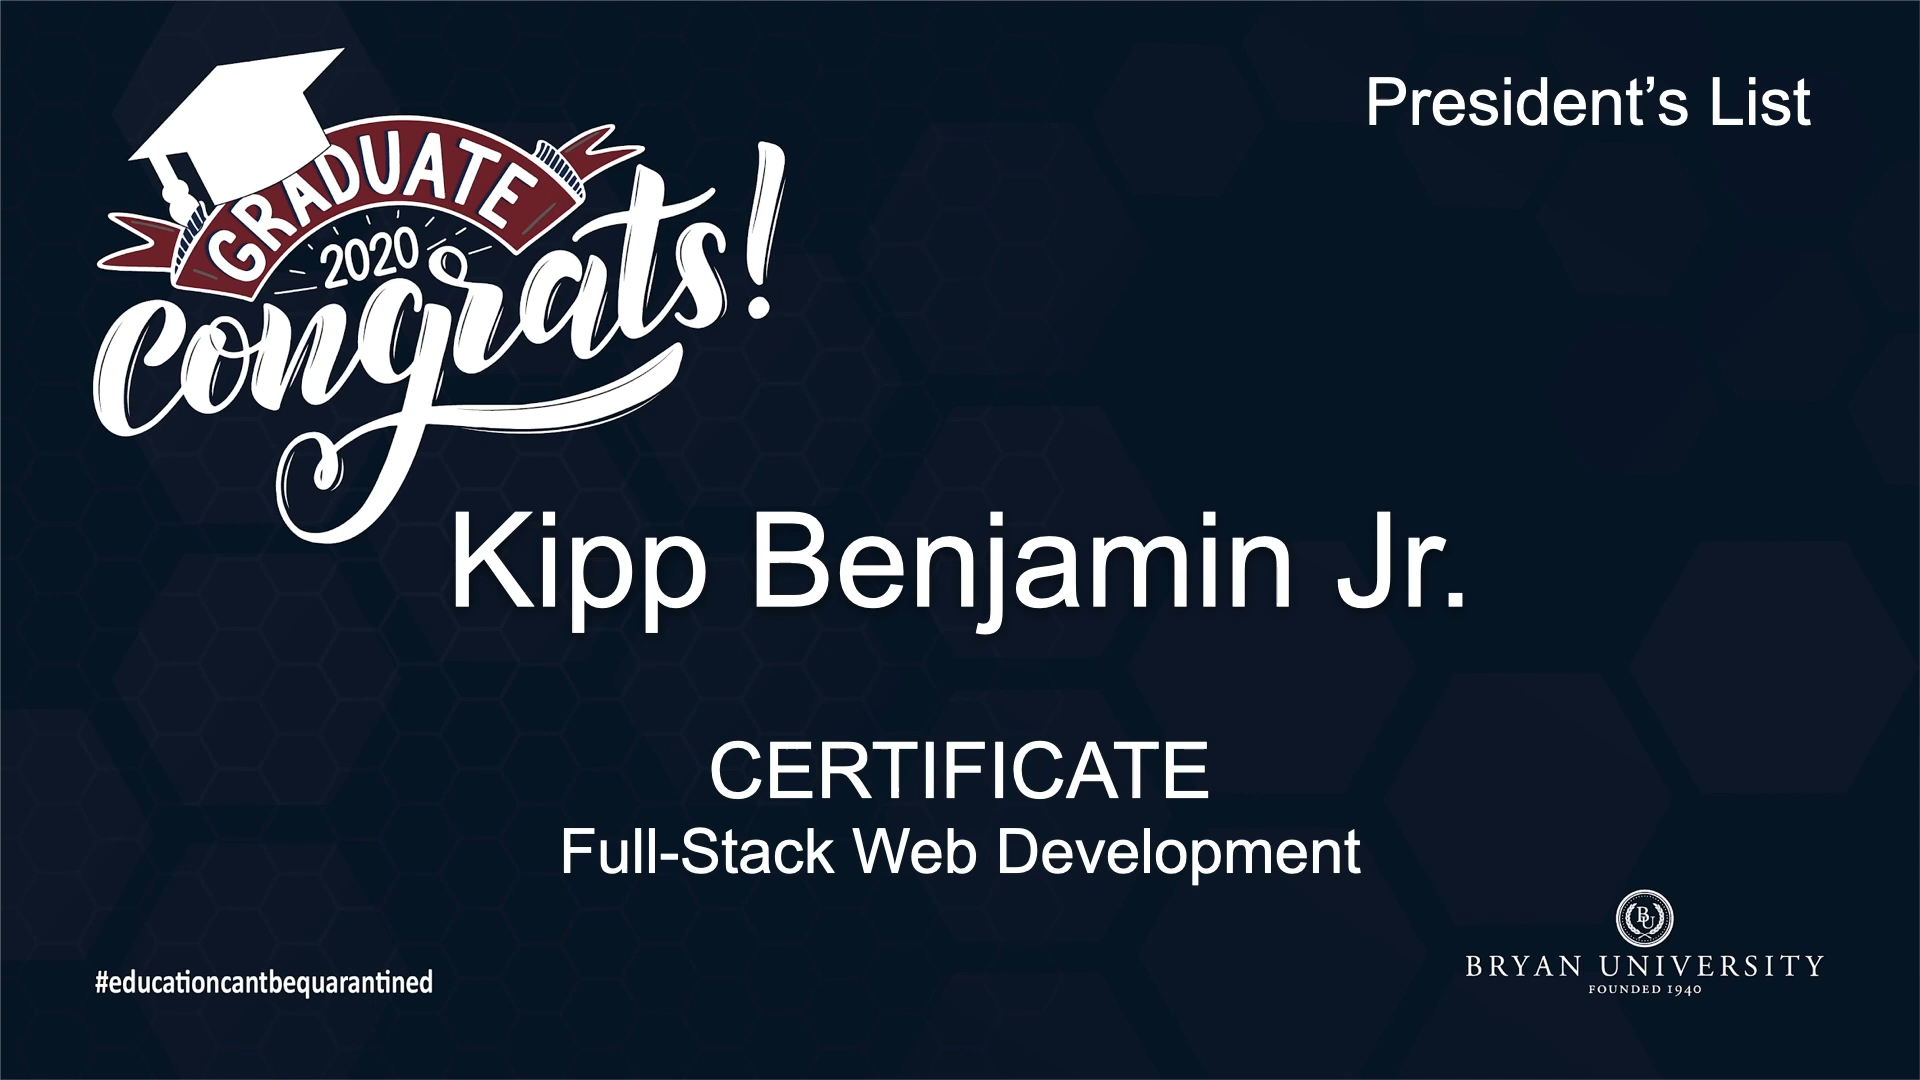 President's List
GRADUATE
2020
congrats!
Kipp Benjamin Jr.
CERTIFICATE
Full-Stack Web Development
#educationcantbequarantined
BU
BRYAN UNIVERSITY
FOUNDED 1940